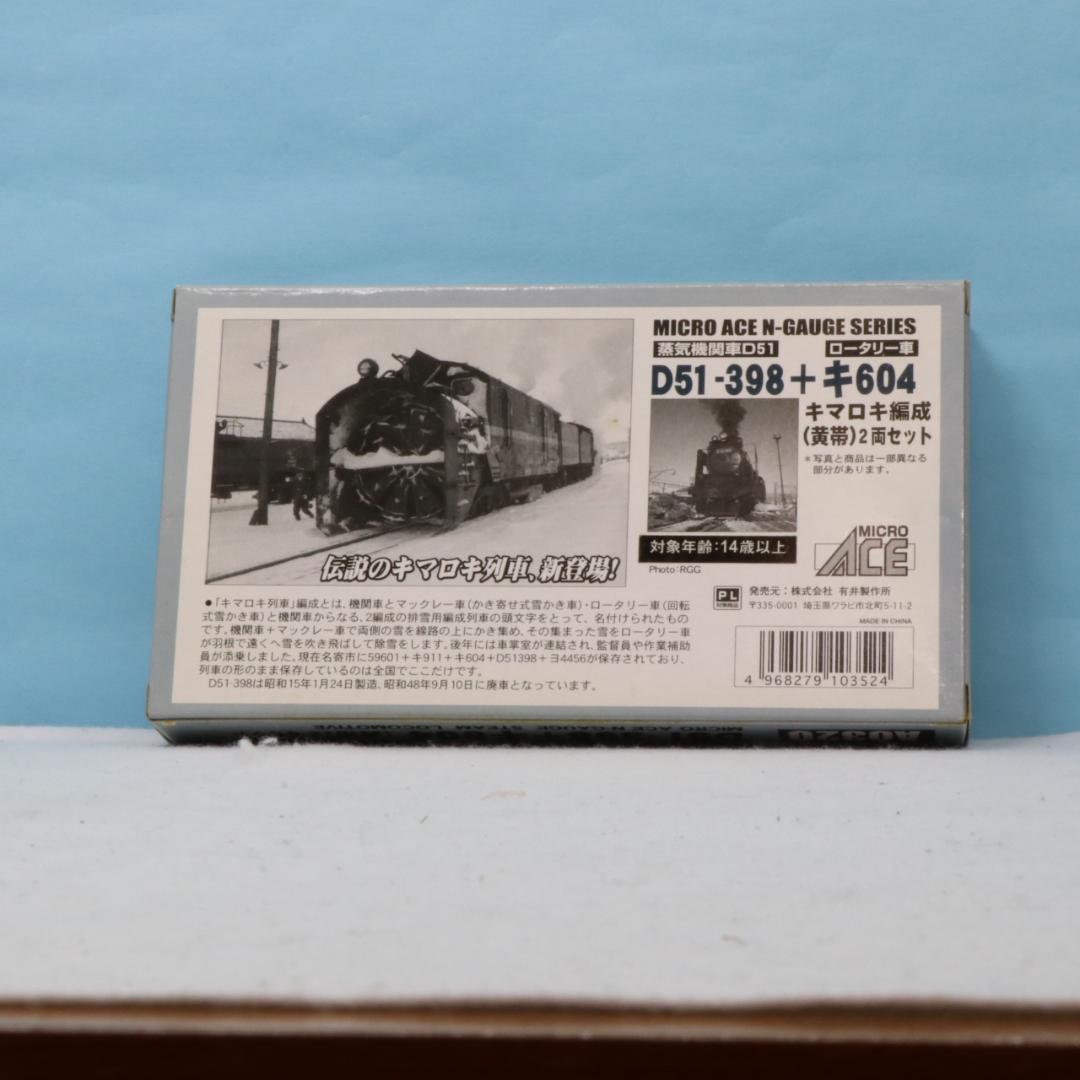 MICRO ACE N-GAUGE SERIES
蒸気機関車D51 ロータリー車
D51-398+キ604
キマロキ編成
(黄帯)2両セット
*写真と商品は一部異なる
部分があります。
対象年齢:14歳以上
Photo:RGG
MICRO
ACE
伝説のキマロキ列車、新登場!
●「キマロキ列車」編成とは、機関車とマックレー車(かき寄せ式雪かき車)・ロータリー車(回転
式雪かき車)と機関車からなる、2編成の排雪用編成列車の頭文字をとって、名付けられたもの
です。機関車+マックレー車で両側の雪を線路の上にかき集め、その集まった雪をロータリー車
が羽根で遠くへ雪を吹き飛ばして除雪をします。後年には車掌室が連結され、監督員や作業補助
員が添乗しました。現在名寄市に59601+キ911+キ604+D51398+ヨ4456が保存されており、
列車の形のまま保存しているのは全国でここだけです。
D51-398は昭和15年1月24日製造、昭和48年9月10日に廃車となっています。
PL
対策商品
発売元:株式会社 有井製作所
〒335-0001 埼玉県ワラビ市北町5-11-2
MADE IN CHINA
4 968279 103524
MICRO ACE N GAUGE STEAM LOCOMOTIVE
A0320